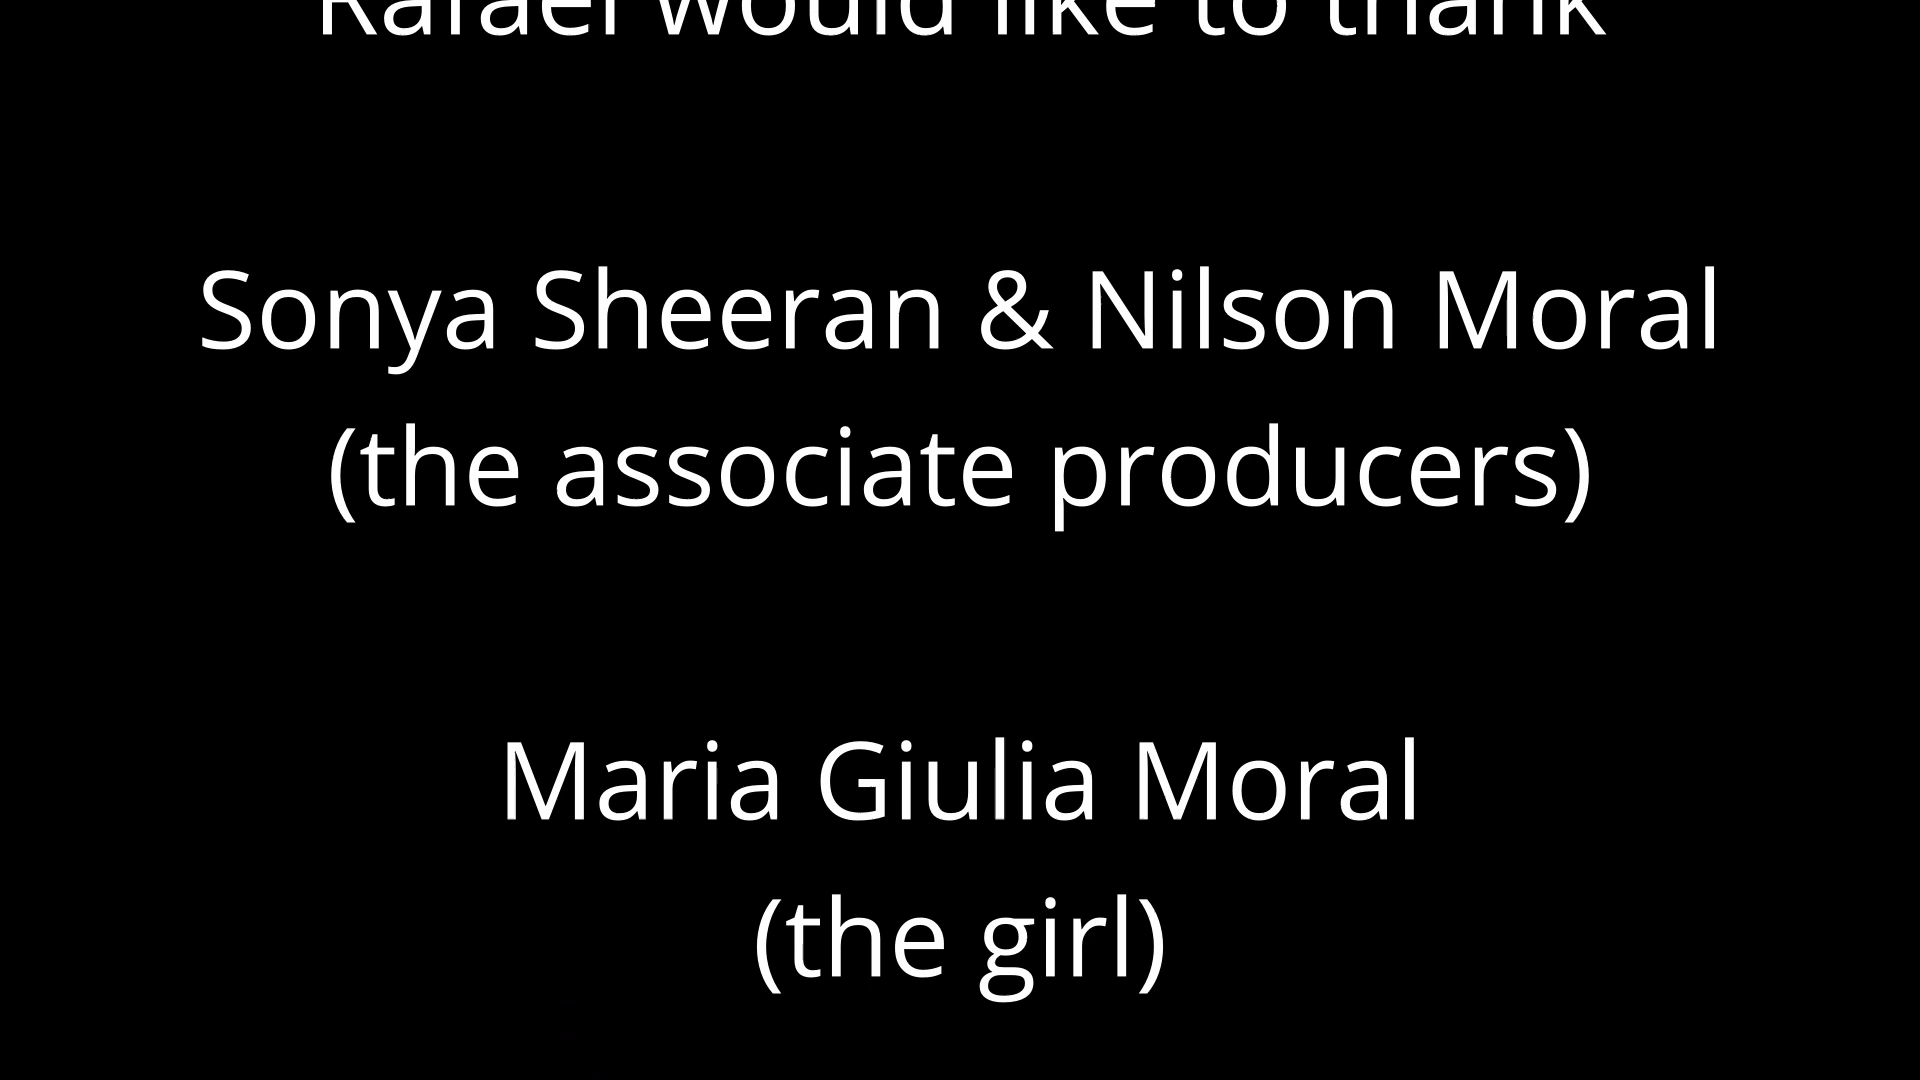 Rafael would like to thank
Sonya Sheeran & Nilson Moral
(the associate producers)
Maria Giulia Moral
(the girl)